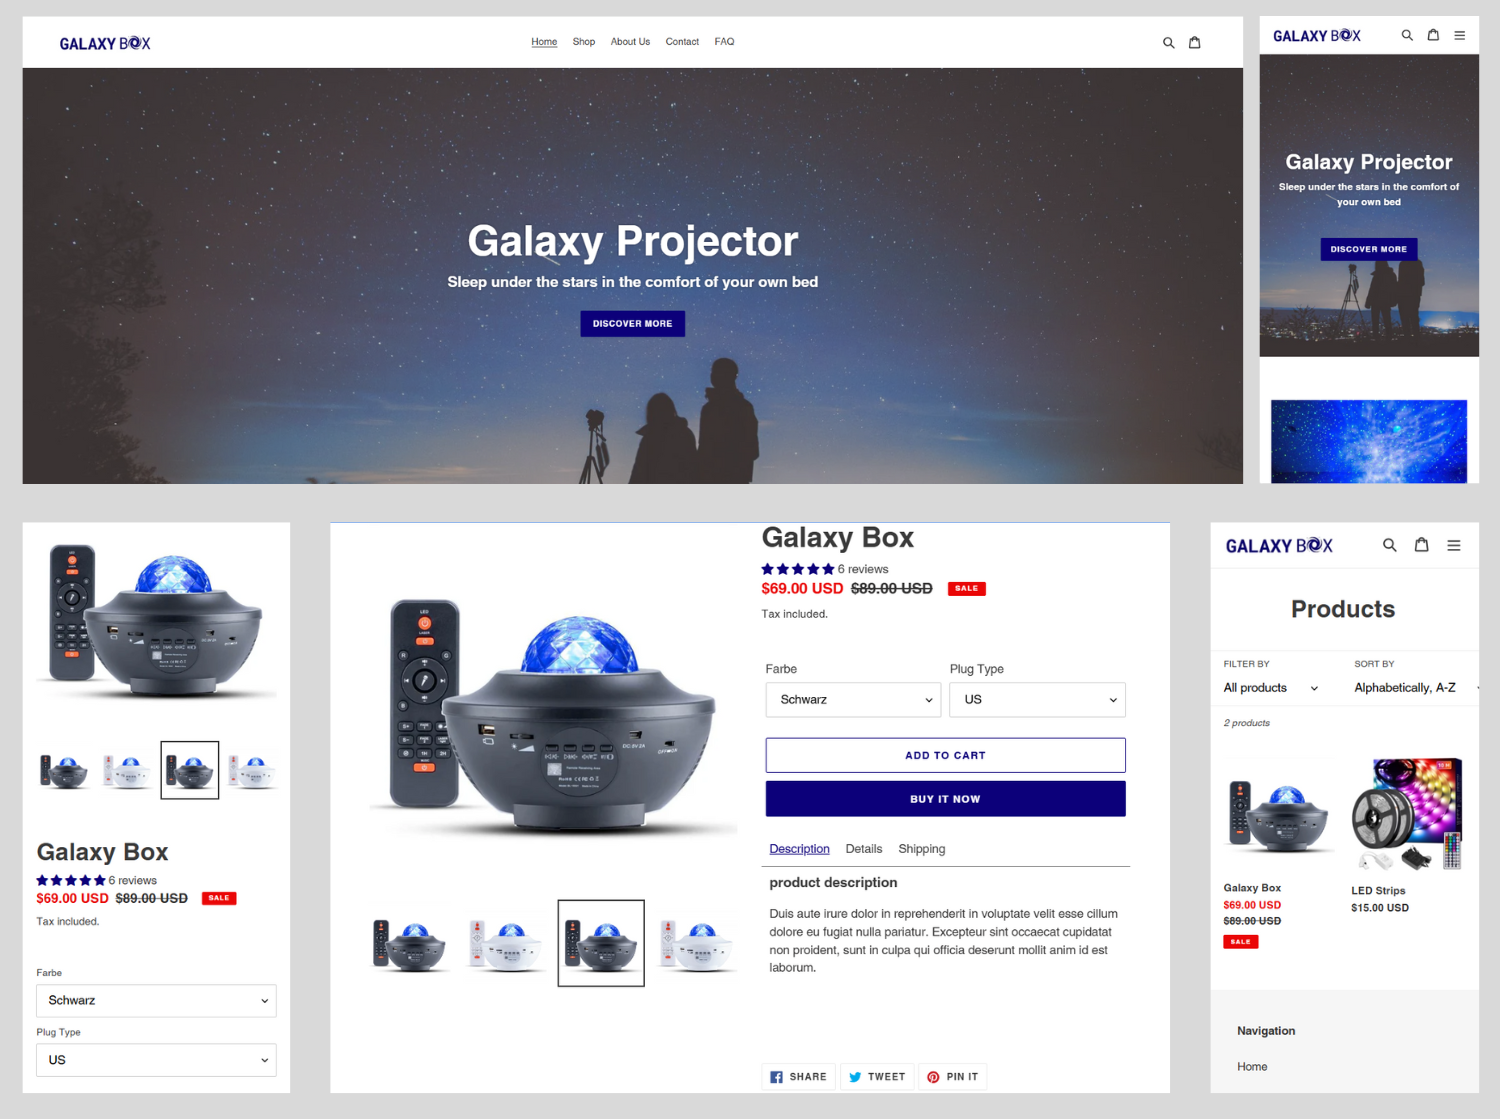 GALAXY BOX
Home Shop About Us Contact FAQ
Galaxy Projector
Sleep under the stars in the comfort of your own bed
DISCOVER MORE
GALAXY BOX
Galaxy Projector
Sleep under the stars in the comfort of
your own bed
DISCOVER MORE
Galaxy Box
6 reviews
$69.00 USD $89.00 USD SALE
Tax included.
Farbe
Schwarz
Plug Type
US
Galaxy Box
6 reviews
$69.00 USD $89.00 USD SALE
Tax included.
Farbe Plug Type
Schwarz US
ADD TO CART
BUY IT NOW
Description Details Shipping
product description
Duis aute irure dolor in reprehenderit in voluptate velit esse cillum
dolore eu fugiat nulla pariatur. Excepteur sint occaecat cupidatat
non proident, sunt in culpa qui officia deserunt mollit anim id est
laborum.
SHARE TWEET PIN IT
GALAXY BOX
Products
FILTER BY SORT BY
All products Alphabetically, A-Z
2 products
Galaxy Box
$69.00 USD
$89.00 USD
SALE
LED Strips
$15.00 USD
Navigation
Home